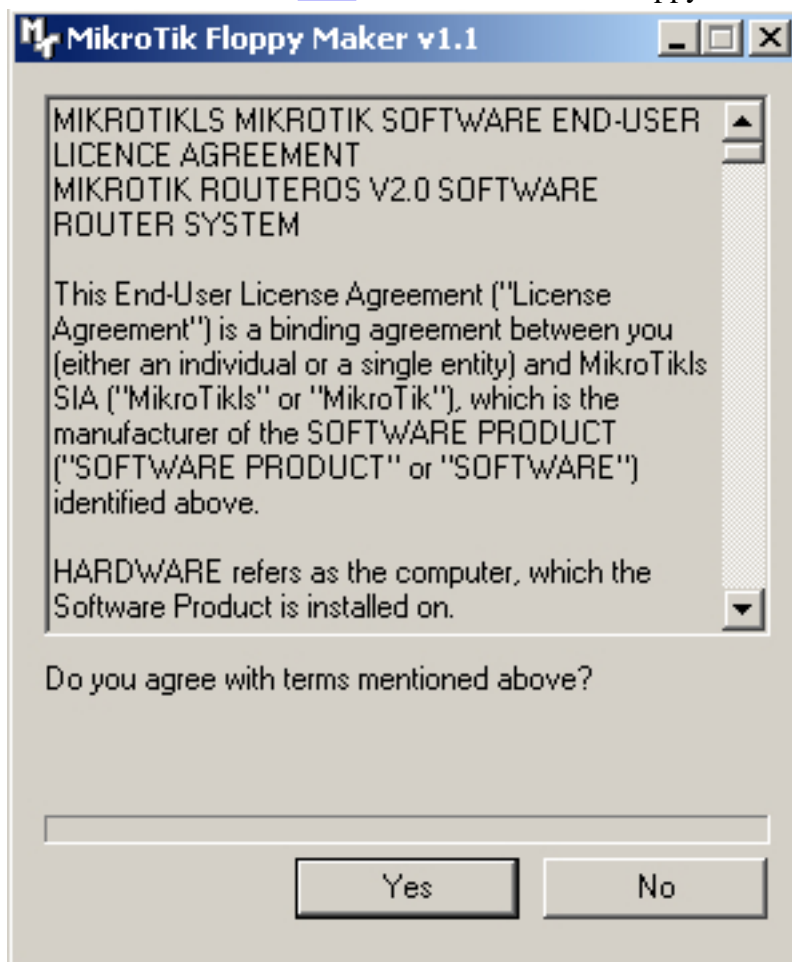 MikroTik Floppy Maker v1.1
MIKROTIKLS MIKROTIK SOFTWARE END-USER
LICENCE AGREEMENT
MIKROTIK ROUTEROS V2.0 SOFTWARE
ROUTER SYSTEM
This End-User License Agreement ("License
Agreement") is a binding agreement between you
(either an individual or a single entity) and MikroTikls
SIA ("MikroTikls" or "MikroTik"), which is the
manufacturer of the SOFTWARE PRODUCT
("SOFTWARE PRODUCT" or "SOFTWARE")
identified above.
HARDWARE refers as the computer, which the
Software Product is installed on.
Do you agree with terms mentioned above?
Yes No